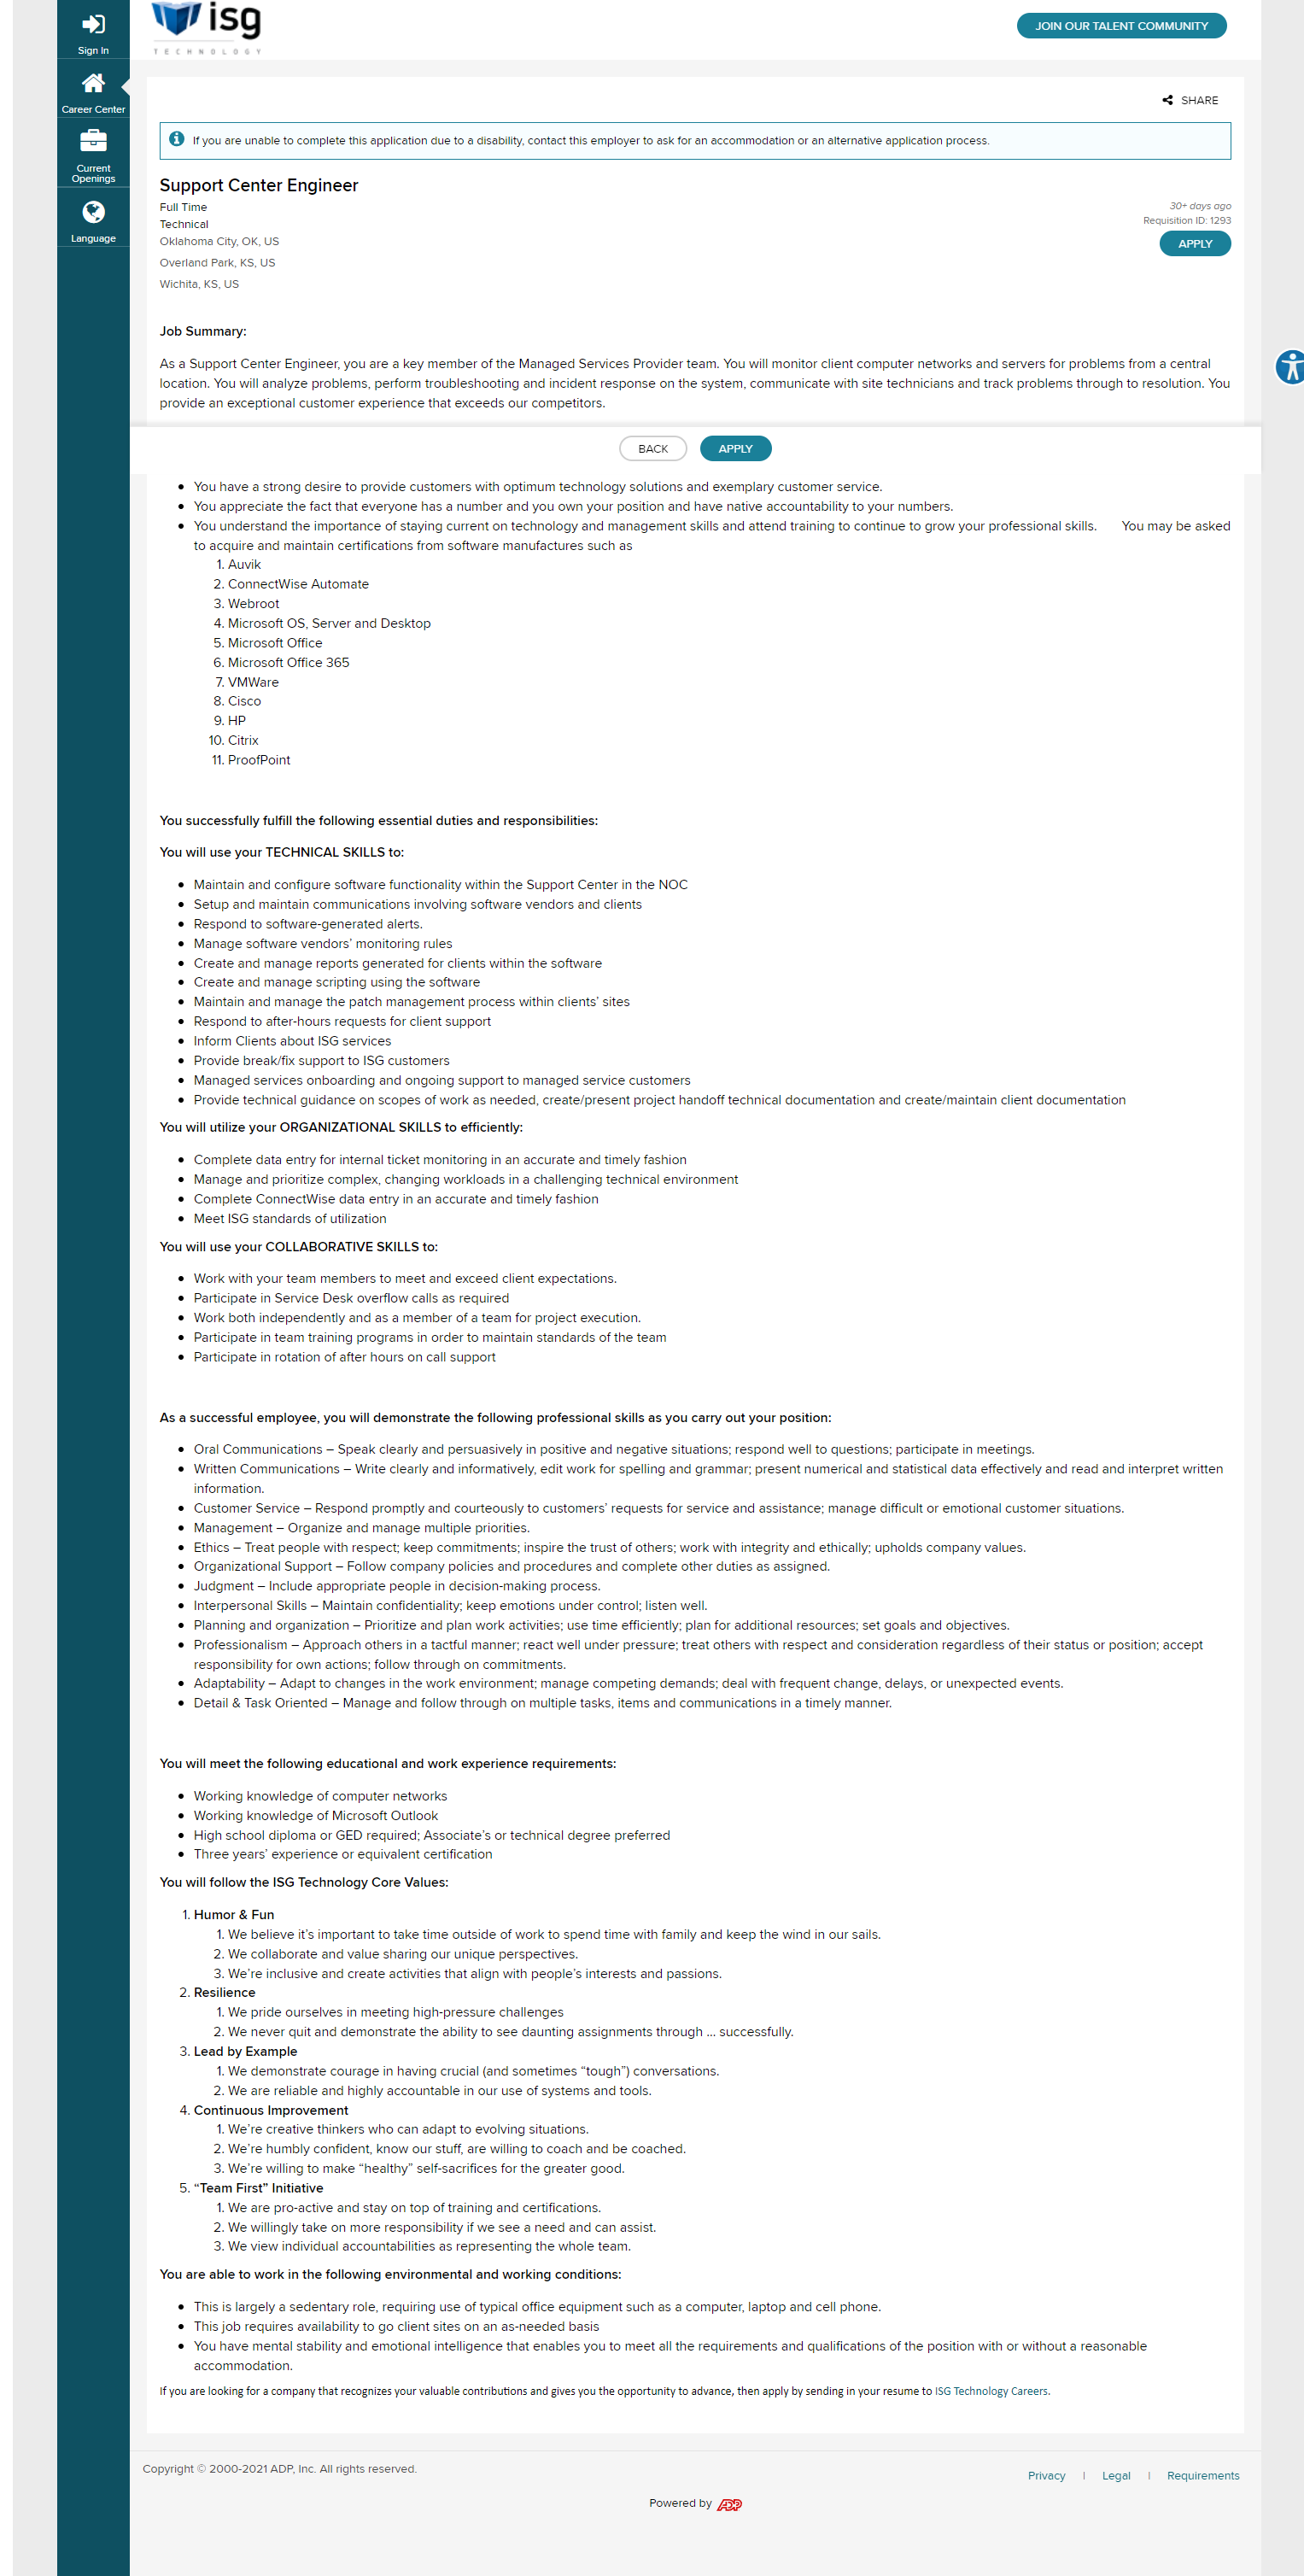 Sign In
Career Center
Current
Openings
Language
isg
TECHNOLOGY
JOIN OUR TALENT COMMUNITY
SHARE
If you are unable to complete this application due to a disability, contact this employer to ask for an accommodation or an alternative application process.
Support Center Engineer
Full Time
Technical
Oklahoma City, OK, US
Overland Park, KS, US
Wichita, KS, US
30+ days ago
Requisition ID: 1293
APPLY
Job Summary:
As a Support Center Engineer, you are a key member of the Managed Services Provider team. You will monitor client computer networks and servers for problems from a central
location. You will analyze problems, perform troubleshooting and incident response on the system, communicate with site technicians and track problems through to resolution. You
provide an exceptional customer experience that exceeds our competitors.
BACK
APPLY
• You have a strong desire to provide customers with optimum technology solutions and exemplary customer service.
• You appreciate the fact that everyone has a number and you own your position and have native accountability to your numbers.
• You understand the importance of staying current on technology and management skills and attend training to continue to grow your professional skills. You may be asked
to acquire and maintain certifications from software manufactures such as
1. Auvik
2. ConnectWise Automate
3. Webroot
4. Microsoft OS, Server and Desktop
5. Microsoft Office
6. Microsoft Office 365
7. VMWare
8. Cisco
9. HP
10. Citrix
11. ProofPoint
You successfully fulfill the following essential duties and responsibilities:
You will use your TECHNICAL SKILLS to:
• Maintain and configure software functionality within the Support Center in the NOC
• Setup and maintain communications involving software vendors and clients
• Respond to software-generated alerts.
• Manage software vendors’ monitoring rules
• Create and manage reports generated for clients within the software
• Create and manage scripting using the software
• Maintain and manage the patch management process within clients’ sites
• Respond to after-hours requests for client support
• Inform Clients about ISG services
• Provide break/fix support to ISG customers
• Managed services onboarding and ongoing support to managed service customers
• Provide technical guidance on scopes of work as needed, create/present project handoff technical documentation and create/maintain client documentation
You will utilize your ORGANIZATIONAL SKILLS to efficiently:
• Complete data entry for internal ticket monitoring in an accurate and timely fashion
• Manage and prioritize complex, changing workloads in a challenging technical environment
• Complete ConnectWise data entry in an accurate and timely fashion
• Meet ISG standards of utilization
You will use your COLLABORATIVE SKILLS to:
• Work with your team members to meet and exceed client expectations.
• Participate in Service Desk overflow calls as required
• Work both independently and as a member of a team for project execution.
• Participate in team training programs in order to maintain standards of the team
• Participate in rotation of after hours on call support
As a successful employee, you will demonstrate the following professional skills as you carry out your position:
• Oral Communications – Speak clearly and persuasively in positive and negative situations; respond well to questions; participate in meetings.
• Written Communications – Write clearly and informatively, edit work for spelling and grammar; present numerical and statistical data effectively and read and interpret written
information.
• Customer Service – Respond promptly and courteously to customers’ requests for service and assistance; manage difficult or emotional customer situations.
• Management – Organize and manage multiple priorities.
• Ethics – Treat people with respect; keep commitments; inspire the trust of others; work with integrity and ethically; upholds company values.
• Organizational Support – Follow company policies and procedures and complete other duties as assigned.
• Judgment – Include appropriate people in decision-making process.
• Interpersonal Skills – Maintain confidentiality; keep emotions under control; listen well.
• Planning and organization – Prioritize and plan work activities; use time efficiently; plan for additional resources; set goals and objectives.
• Professionalism – Approach others in a tactful manner; react well under pressure; treat others with respect and consideration regardless of their status or position; accept
responsibility for own actions; follow through on commitments.
• Adaptability – Adapt to changes in the work environment; manage competing demands; deal with frequent change, delays, or unexpected events.
• Detail & Task Oriented – Manage and follow through on multiple tasks, items and communications in a timely manner.
You will meet the following educational and work experience requirements:
• Working knowledge of computer networks
• Working knowledge of Microsoft Outlook
• High school diploma or GED required; Associate’s or technical degree preferred
• Three years’ experience or equivalent certification
You will follow the ISG Technology Core Values:
1. Humor & Fun
1. We believe it’s important to take time outside of work to spend time with family and keep the wind in our sails.
2. We collaborate and value sharing our unique perspectives.
3. We’re inclusive and create activities that align with people’s interests and passions.
2. Resilience
1. We pride ourselves in meeting high-pressure challenges
2. We never quit and demonstrate the ability to see daunting assignments through … successfully.
3. Lead by Example
1. We demonstrate courage in having crucial (and sometimes “tough”) conversations.
2. We are reliable and highly accountable in our use of systems and tools.
4. Continuous Improvement
1. We’re creative thinkers who can adapt to evolving situations.
2. We’re humbly confident, know our stuff, are willing to coach and be coached.
3. We’re willing to make “healthy” self-sacrifices for the greater good.
5. “Team First” Initiative
1. We are pro-active and stay on top of training and certifications.
2. We willingly take on more responsibility if we see a need and can assist.
3. We view individual accountabilities as representing the whole team.
You are able to work in the following environmental and working conditions:
• This is largely a sedentary role, requiring use of typical office equipment such as a computer, laptop and cell phone.
• This job requires availability to go client sites on an as-needed basis
• You have mental stability and emotional intelligence that enables you to meet all the requirements and qualifications of the position with or without a reasonable
accommodation.
If you are looking for a company that recognizes your valuable contributions and gives you the opportunity to advance, then apply by sending in your resume to ISG Technology Careers.
Copyright © 2000-2021 ADP, Inc. All rights reserved.
Privacy | Legal | Requirements
Powered by ADP